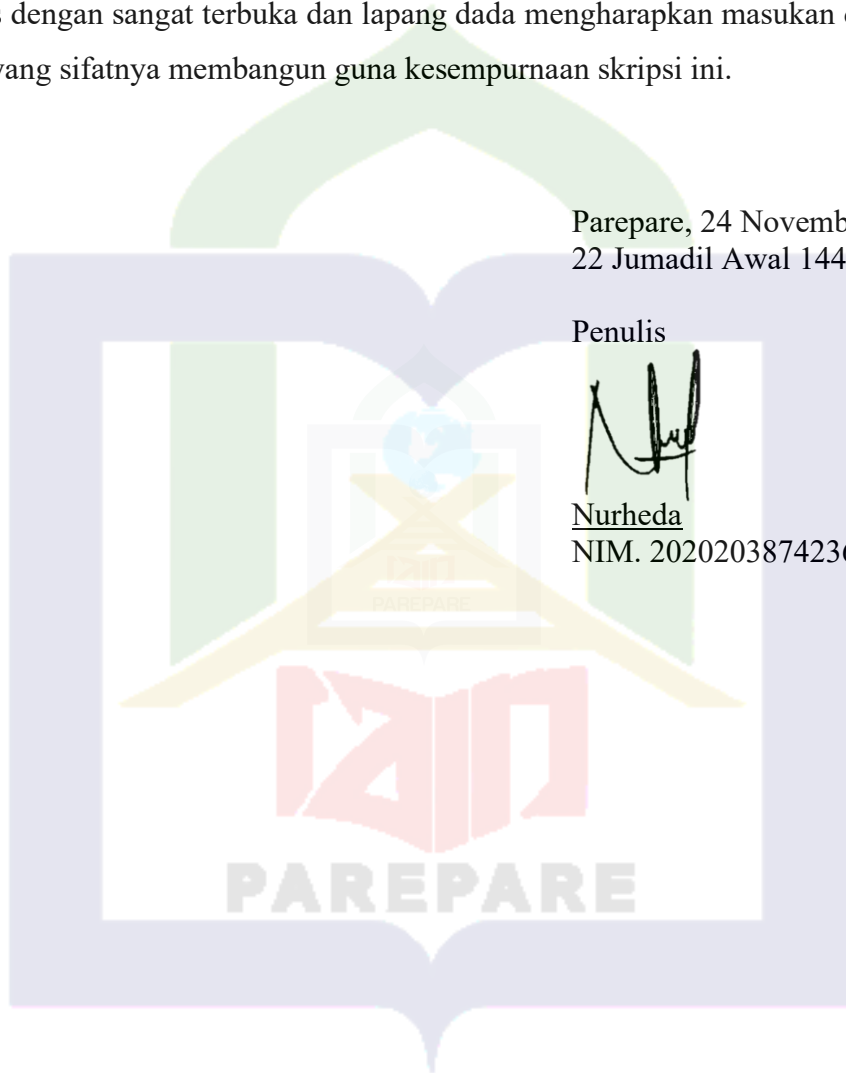 dengan sangat terbuka dan lapang dada mengharapkan masukan
yang sifatnya membangun guna kesempurnaan skripsi ini.
Parepare, 24 Novemb
22 Jumadil Awal 144
Penulis
Nurheda
NIM. 202020387423
PAREPARE
PAREPARE